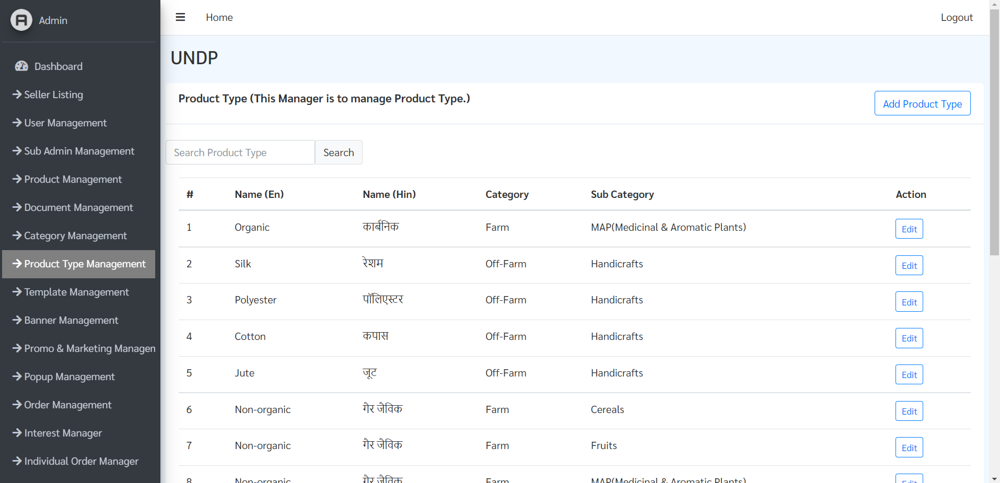 Admin
Home
Logout
Dashboard
Seller Listing
User Management
Sub Admin Management
Product Management
Document Management
Category Management
Product Type Management
Template Management
Banner Management
Promo & Marketing Managem
Popup Management
Order Management
Interest Manager
Individual Order Manager
UNDP
Product Type (This Manager is to manage Product Type.)
Add Product Type
Search Product Type Search
# Name (En) Name (Hin) Category Sub Category Action
1 Organic कार्बनिक Farm MAP(Medicinal & Aromatic Plants) Edit
2 Silk रेशम Off-Farm Handicrafts Edit
3 Polyester पॉलिएस्टर Off-Farm Handicrafts Edit
4 Cotton कपास Off-Farm Handicrafts Edit
5 Jute जूट Off-Farm Handicrafts Edit
6 Non-organic गैर जैविक Farm Cereals Edit
7 Non-organic गैर जैविक Farm Fruits Edit
8 Non-organic गैर जैविक Farm MAP(Medicinal & Aromatic Plants) Edit